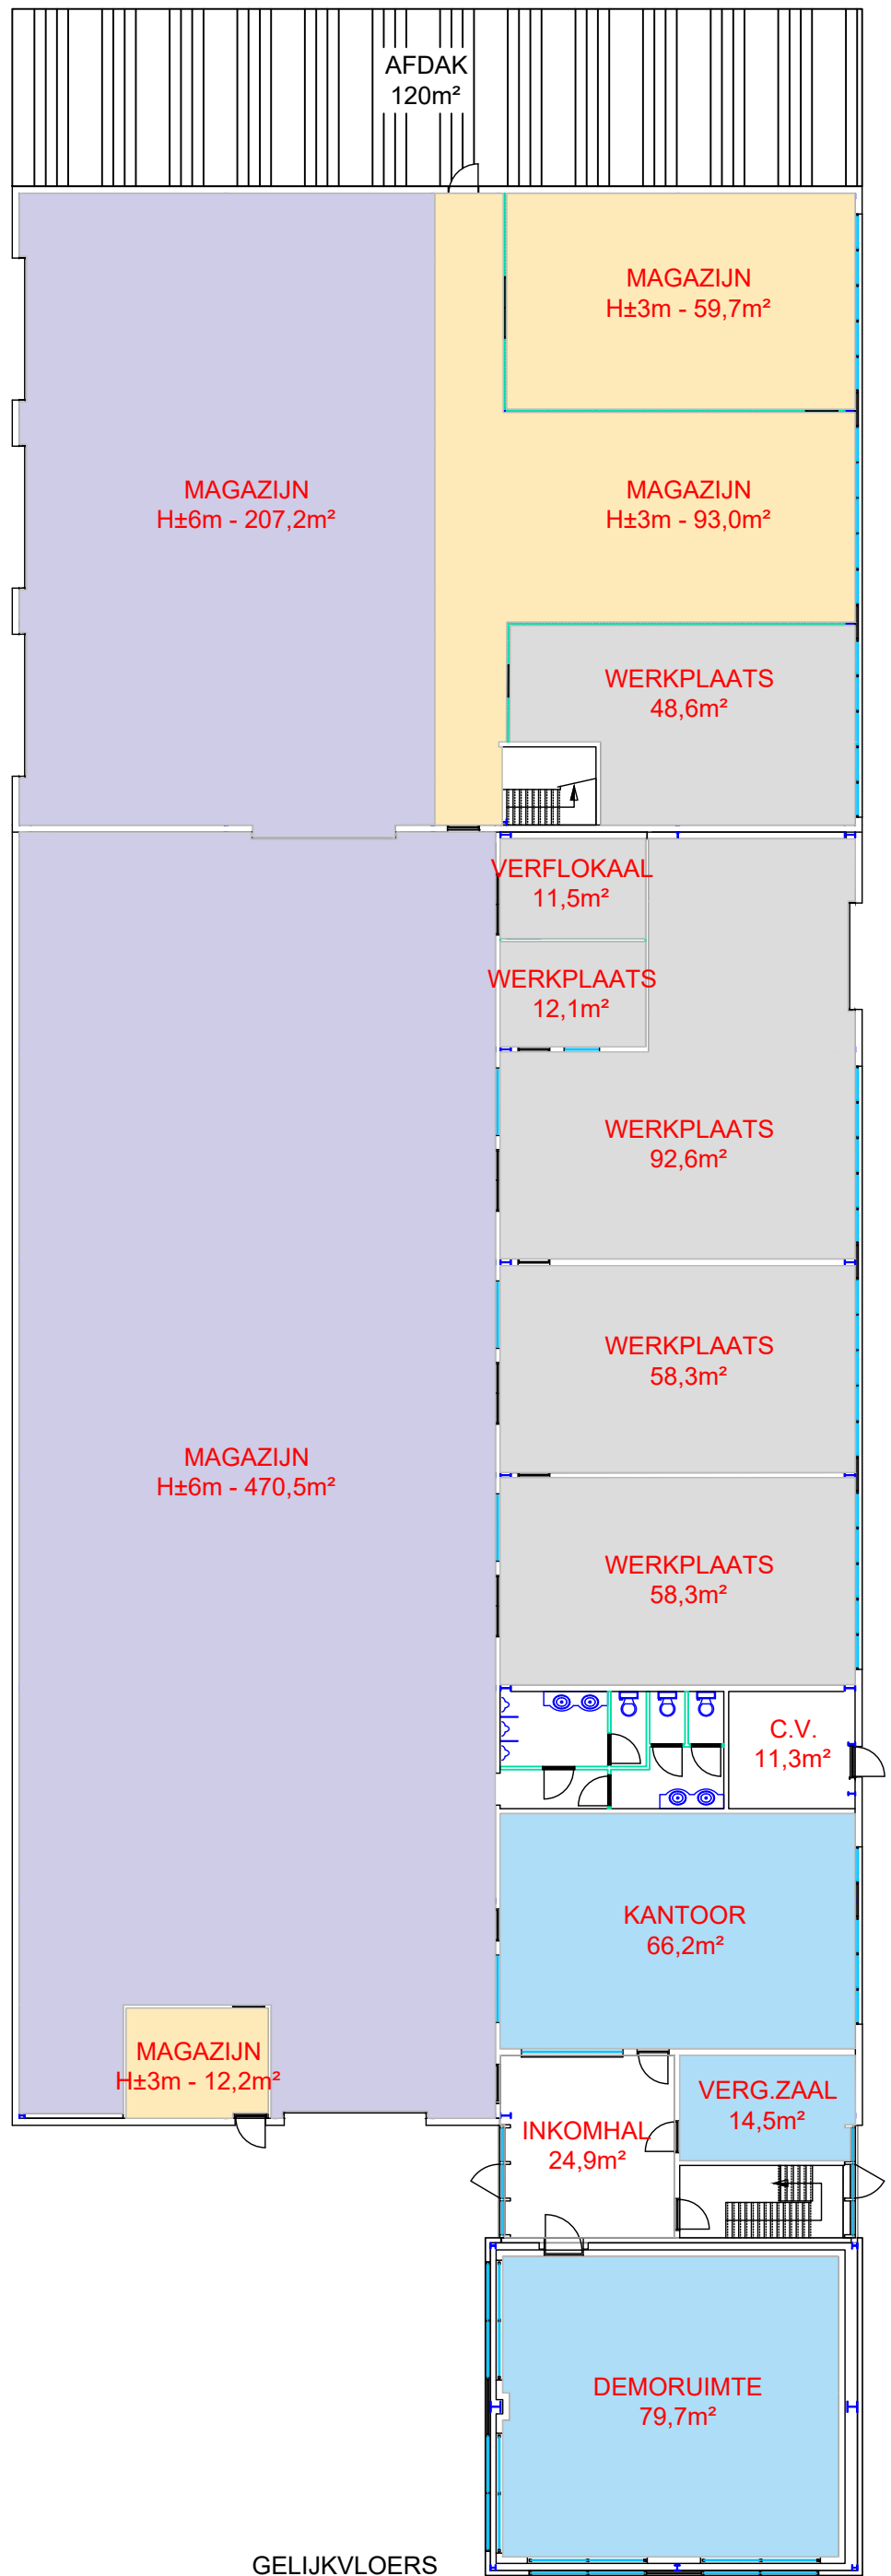 AFDAK
120m²
MAGAZIJN
H±3m - 59,7m²
MAGAZIJN
H±6m - 207,2m²
MAGAZIJN
H±3m - 93,0m²
WERKPLAATS
48,6m²
VERFLOKAAL
11,5m²
WERKPLAATS
12,1m²
WERKPLAATS
92,6m²
WERKPLAATS
58,3m²
MAGAZIJN
H±6m - 470,5m²
WERKPLAATS
58,3m²
C.V.
11,3m²
KANTOOR
66,2m²
MAGAZIJN
H±3m - 12,2m²
VERG.ZAAL
14,5m²
INKOMHAL
24,9m²
DEMORUIMTE
79,7m²
GELIJKVLOERS